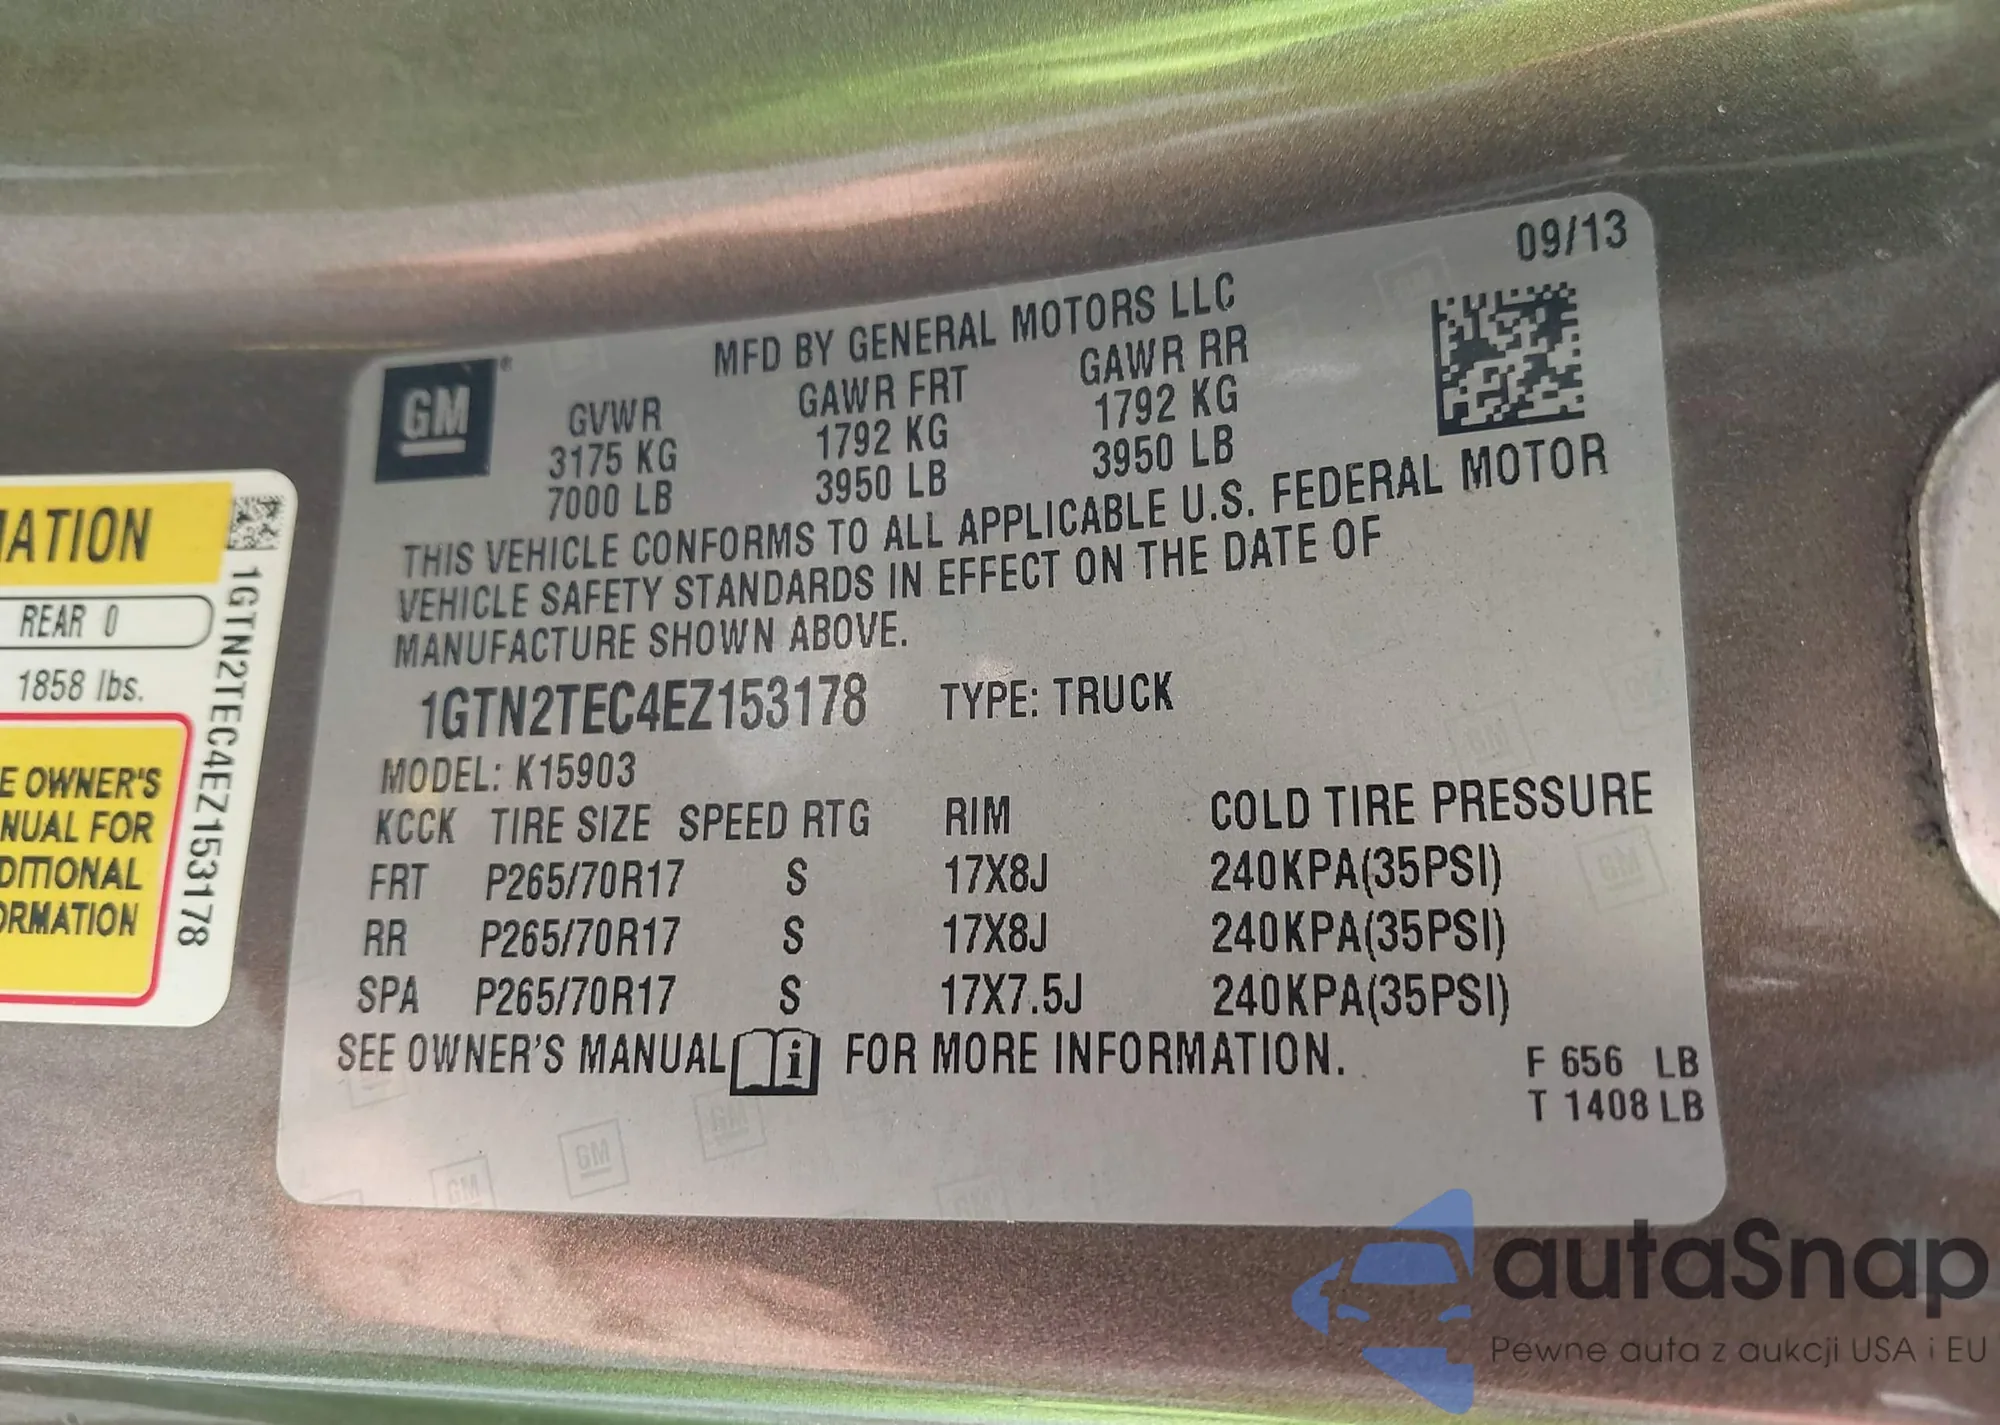 09/13
MFD BY GENERAL MOTORS LLC
GM®
GVWR GAWR FRT GAWR RR
3175 KG 1792 KG 1792 KG
7000 LB 3950 LB 3950 LB
THIS VEHICLE CONFORMS TO ALL APPLICABLE U.S. FEDERAL MOTOR
VEHICLE SAFETY STANDARDS IN EFFECT ON THE DATE OF
MANUFACTURE SHOWN ABOVE.
1GTN2TEC4EZ153178 TYPE: TRUCK
MODEL: K15903
KCCK TIRE SIZE SPEED RTG RIM COLD TIRE PRESSURE
FRT P265/70R17 S 17X8J 240KPA(35PSI)
RR P265/70R17 S 17X8J 240KPA(35PSI)
SPA P265/70R17 S 17X7.5J 240KPA(35PSI)
SEE OWNER'S MANUAL i FOR MORE INFORMATION.
F 656 LB
T 1408 LB
MATION
REAR 0
1858 lbs.
E OWNER'S
NUAL FOR
DITIONAL
ORMATION
1GTN2TEC4EZ153178
autaSnap
Pewne auta z aukcji USA i EU